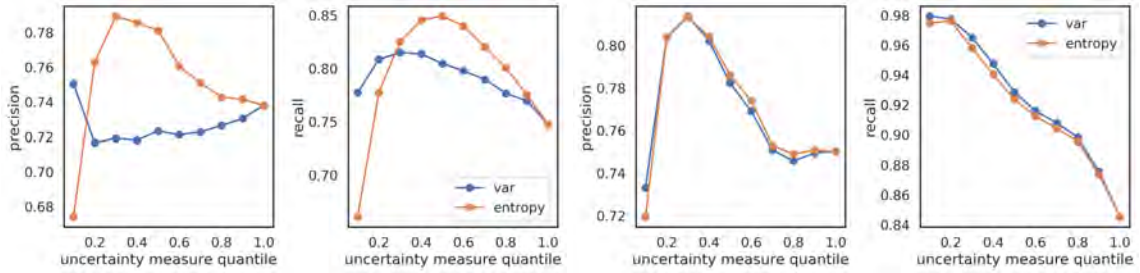 precision
0.78
0.76
0.74
0.72
0.70
0.68
0.2 0.4 0.6 0.8 1.0
uncertainty measure quantile
recall
0.85
0.80
0.75
0.70
var
entropy
0.2 0.4 0.6 0.8 1.0
uncertainty measure quantile
precision
0.80
0.78
0.76
0.74
0.72
0.2 0.4 0.6 0.8 1.0
uncertainty measure quantile
recall
0.98
0.96
0.94
0.92
0.90
0.88
0.86
0.84
var
entropy
0.2 0.4 0.6 0.8 1.0
uncertainty measure quantile